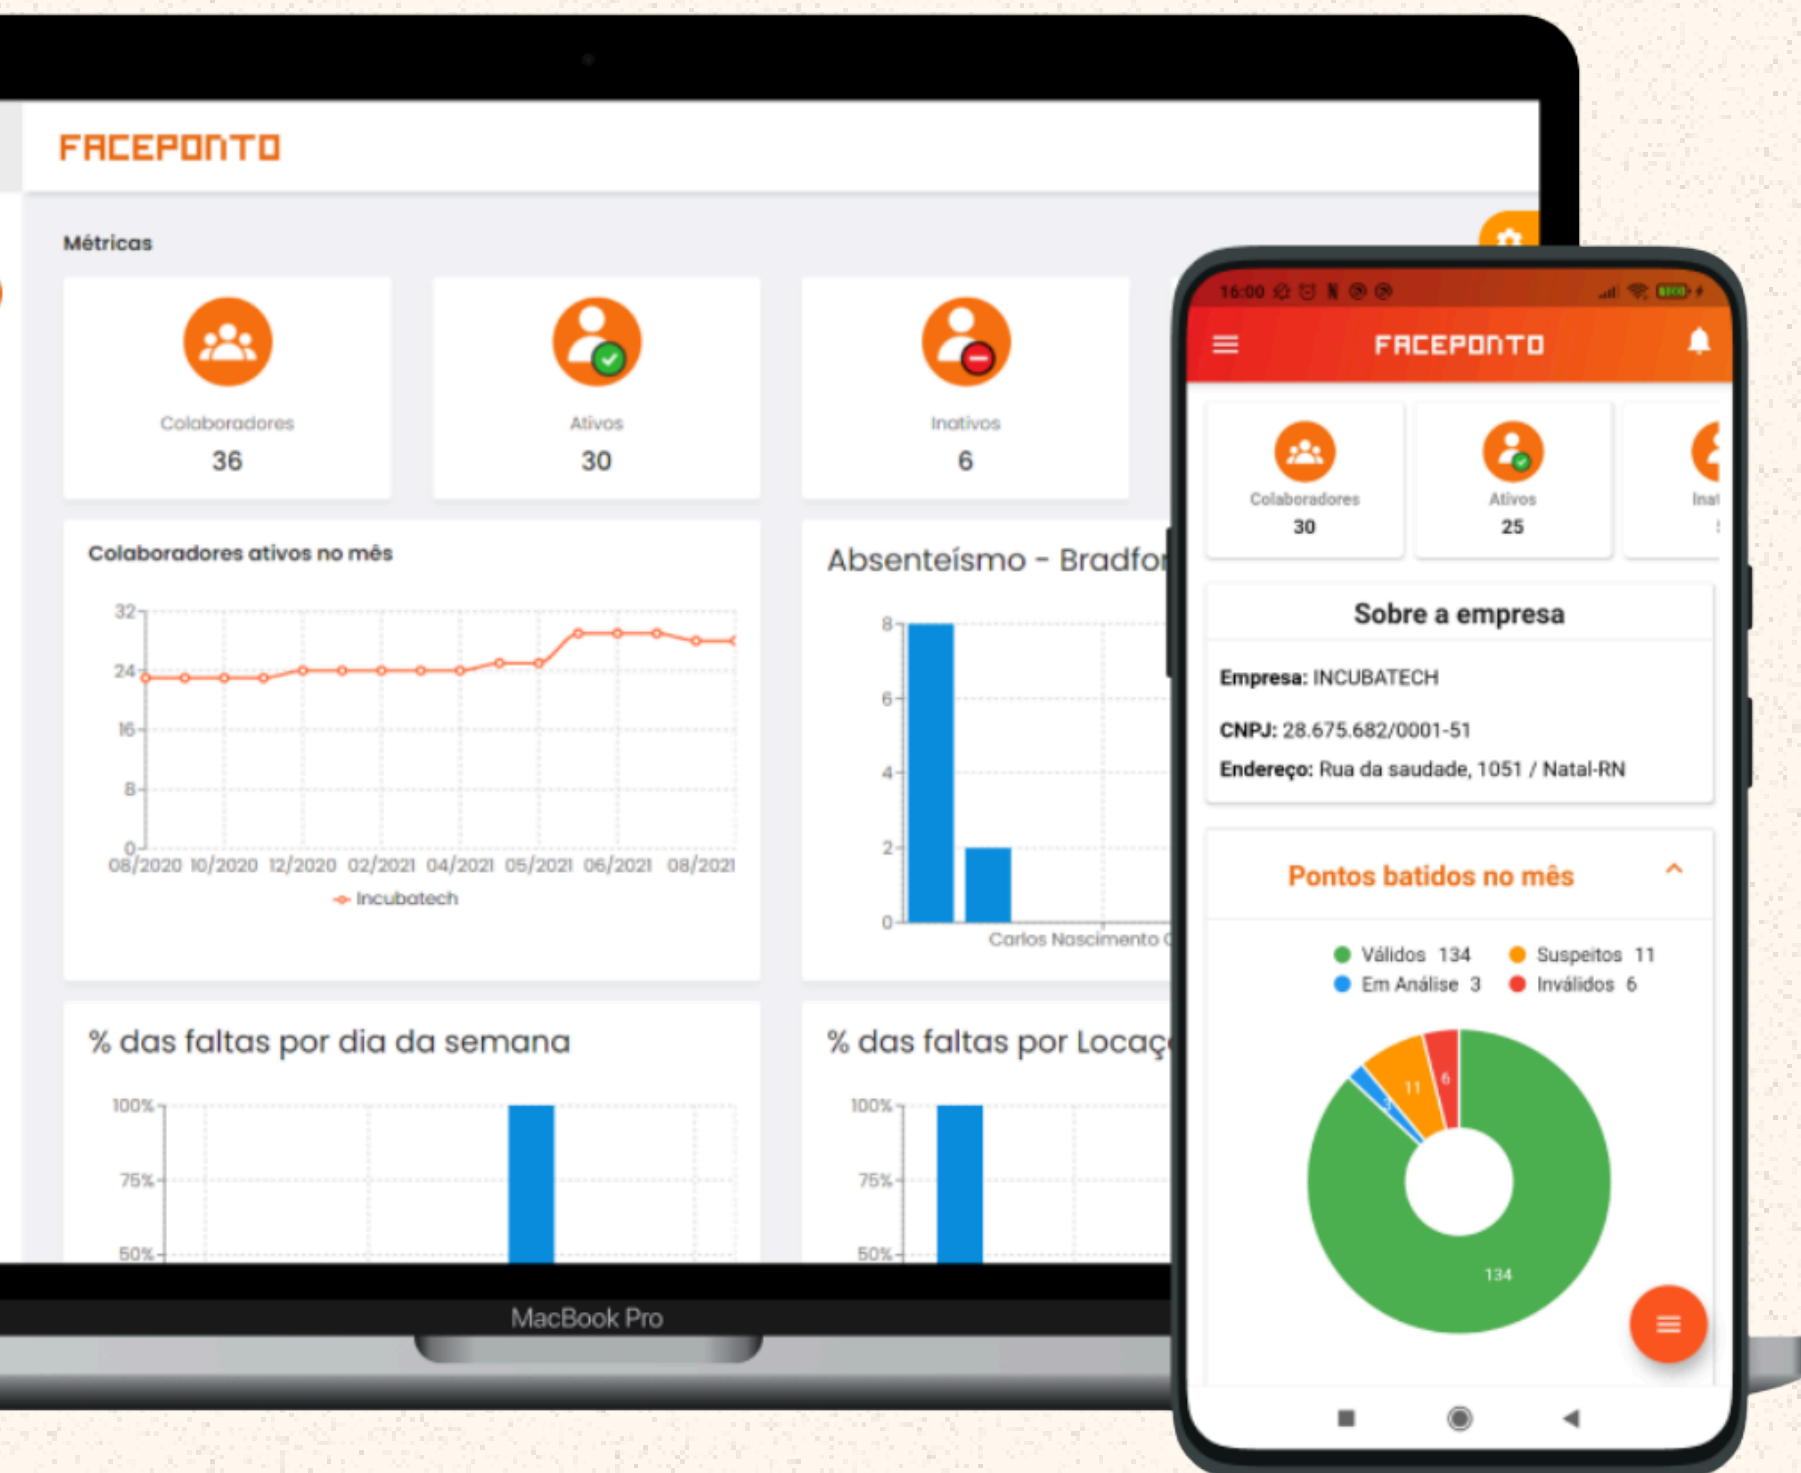 FACEPONTO
Métricas
Colaboradores
36
Ativos
30
Inativos
6
Colaboradores ativos no mês
32
24
16
8
0
08/2020 10/2020 12/2020 02/2021 04/2021 05/2021 06/2021 08/2021
Incubatech
Absenteísmo - Bradfor
8
6
4
2
0
Carlos Nascimento
% das faltas por dia da semana
100%
75%
50%
% das faltas por Locaç
100%
75%
50%
MacBook Pro
16:00
FACEPONTO
Colaboradores
30
Ativos
25
Inat
Sobre a empresa
Empresa: INCUBATECH
CNPJ: 28.675.682/0001-51
Endereço: Rua da saudade, 1051 / Natal-RN
Pontos batidos no mês
Válidos 134 Suspeitos 11
Em Análise 3 Inválidos 6
3 11 6
134